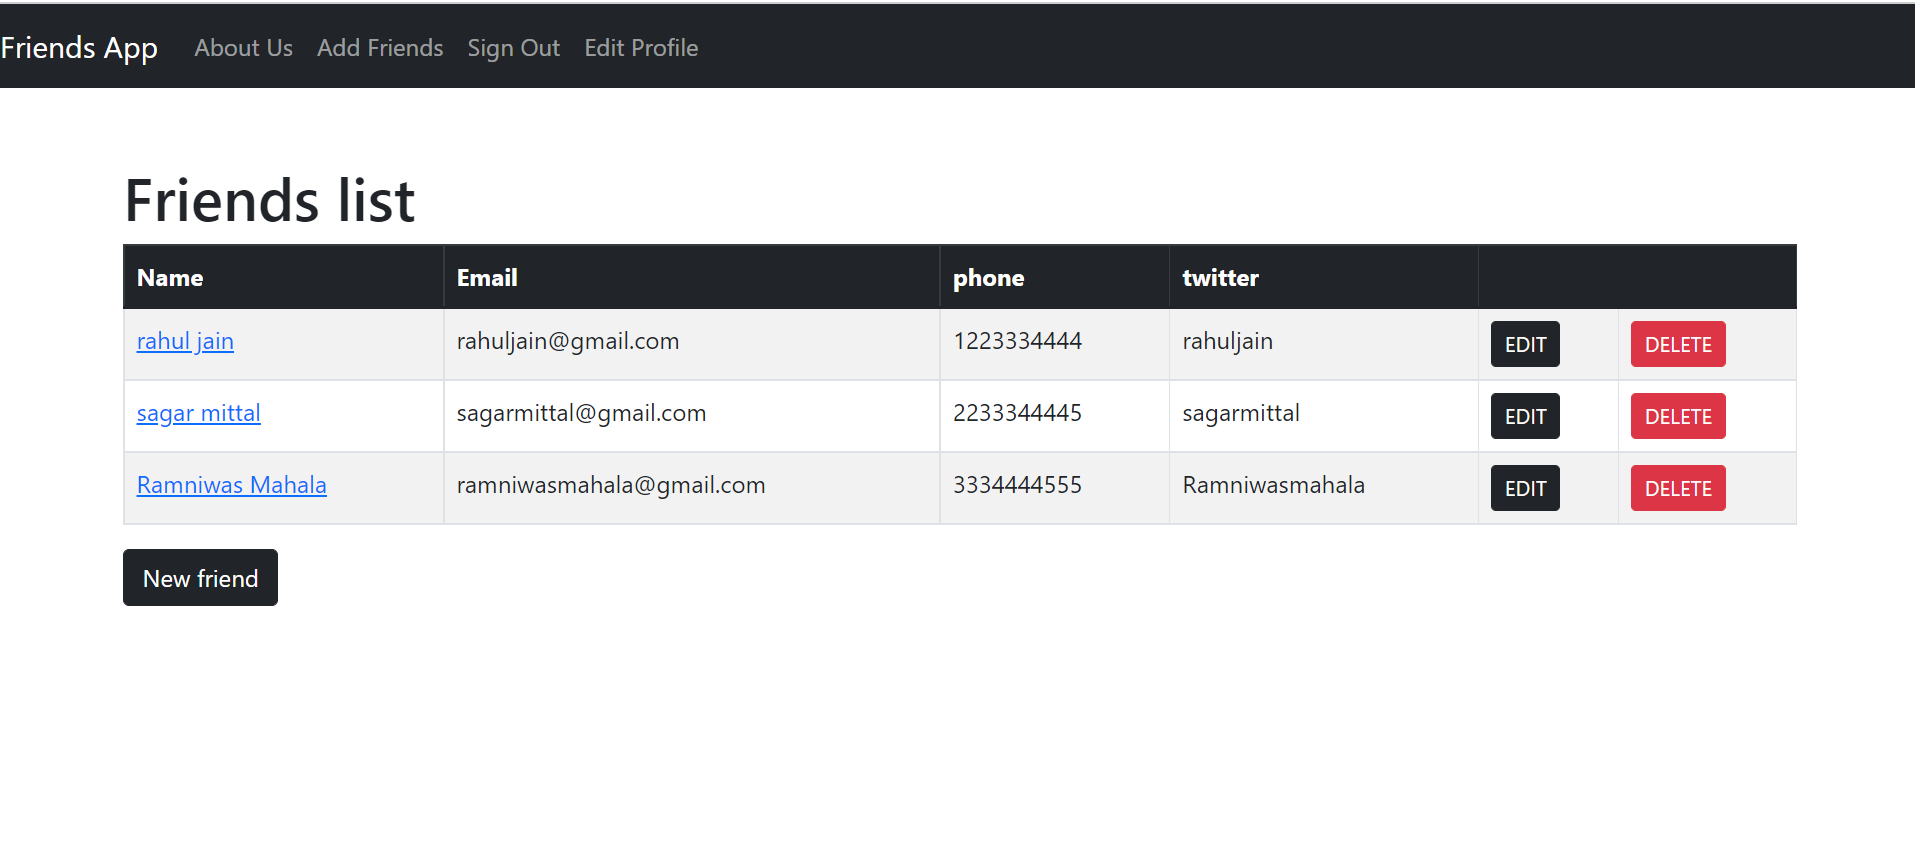 Friends App About Us Add Friends Sign Out Edit Profile
Friends list
Name Email phone twitter
rahul jain rahuljain@gmail.com 1223334444 rahuljain EDIT DELETE
sagar mittal sagarmittal@gmail.com 2233344445 sagarmittal EDIT DELETE
Ramniwas Mahala ramniwasmahala@gmail.com 3334444555 Ramniwasmahala EDIT DELETE
New friend